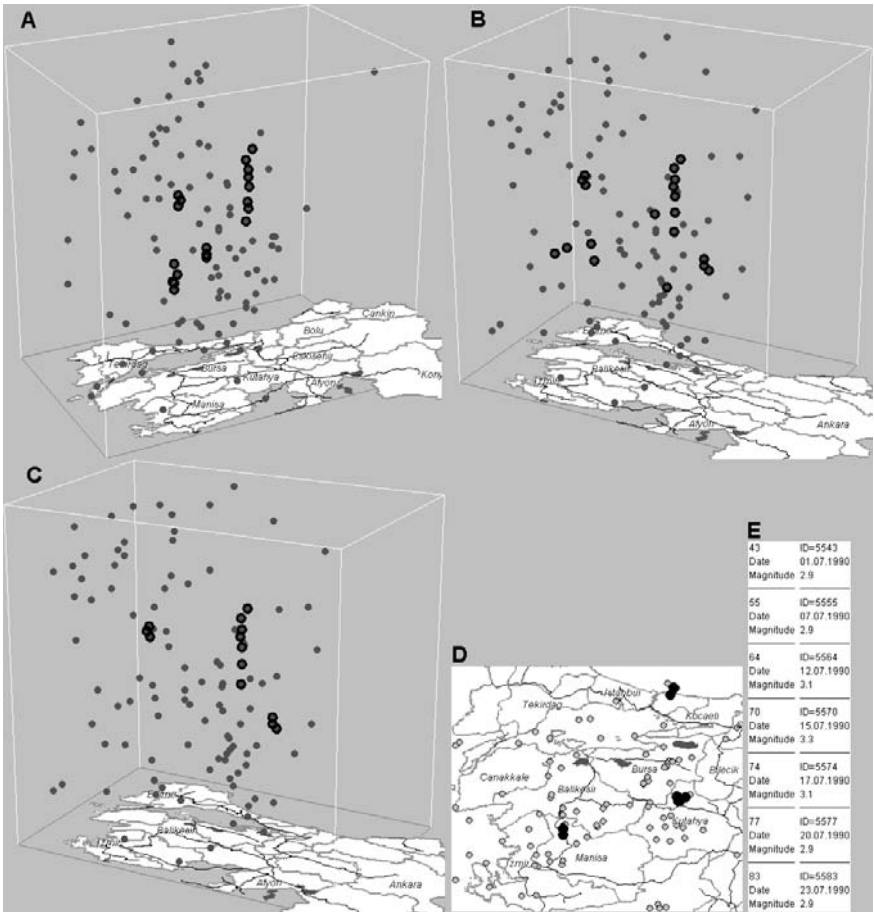 A
Cankin
Bolu
Eskisehir
Tekirdag
Bursa
Kutahya
Afyon
Kony
Manisa
B
Balikesir
Izmir
Afyon
Ankara
C
Balikesir
Izmir
Afyon
Ankara
D
Istanbul
Tekirdag
Kocaeli
Canakkale
Bursa
Bilecik
Balikesir
Kutahya
Izmir
Manisa
E
43 ID=5543
Date 01.07.1990
Magnitude 2.9
55 ID=5555
Date 07.07.1990
Magnitude 2.9
64 ID=5564
Date 12.07.1990
Magnitude 3.1
70 ID=5570
Date 15.07.1990
Magnitude 3.3
74 ID=5574
Date 17.07.1990
Magnitude 3.1
77 ID=5577
Date 20.07.1990
Magnitude 2.9
83 ID=5583
Date 23.07.1990
Magnitude 2.9